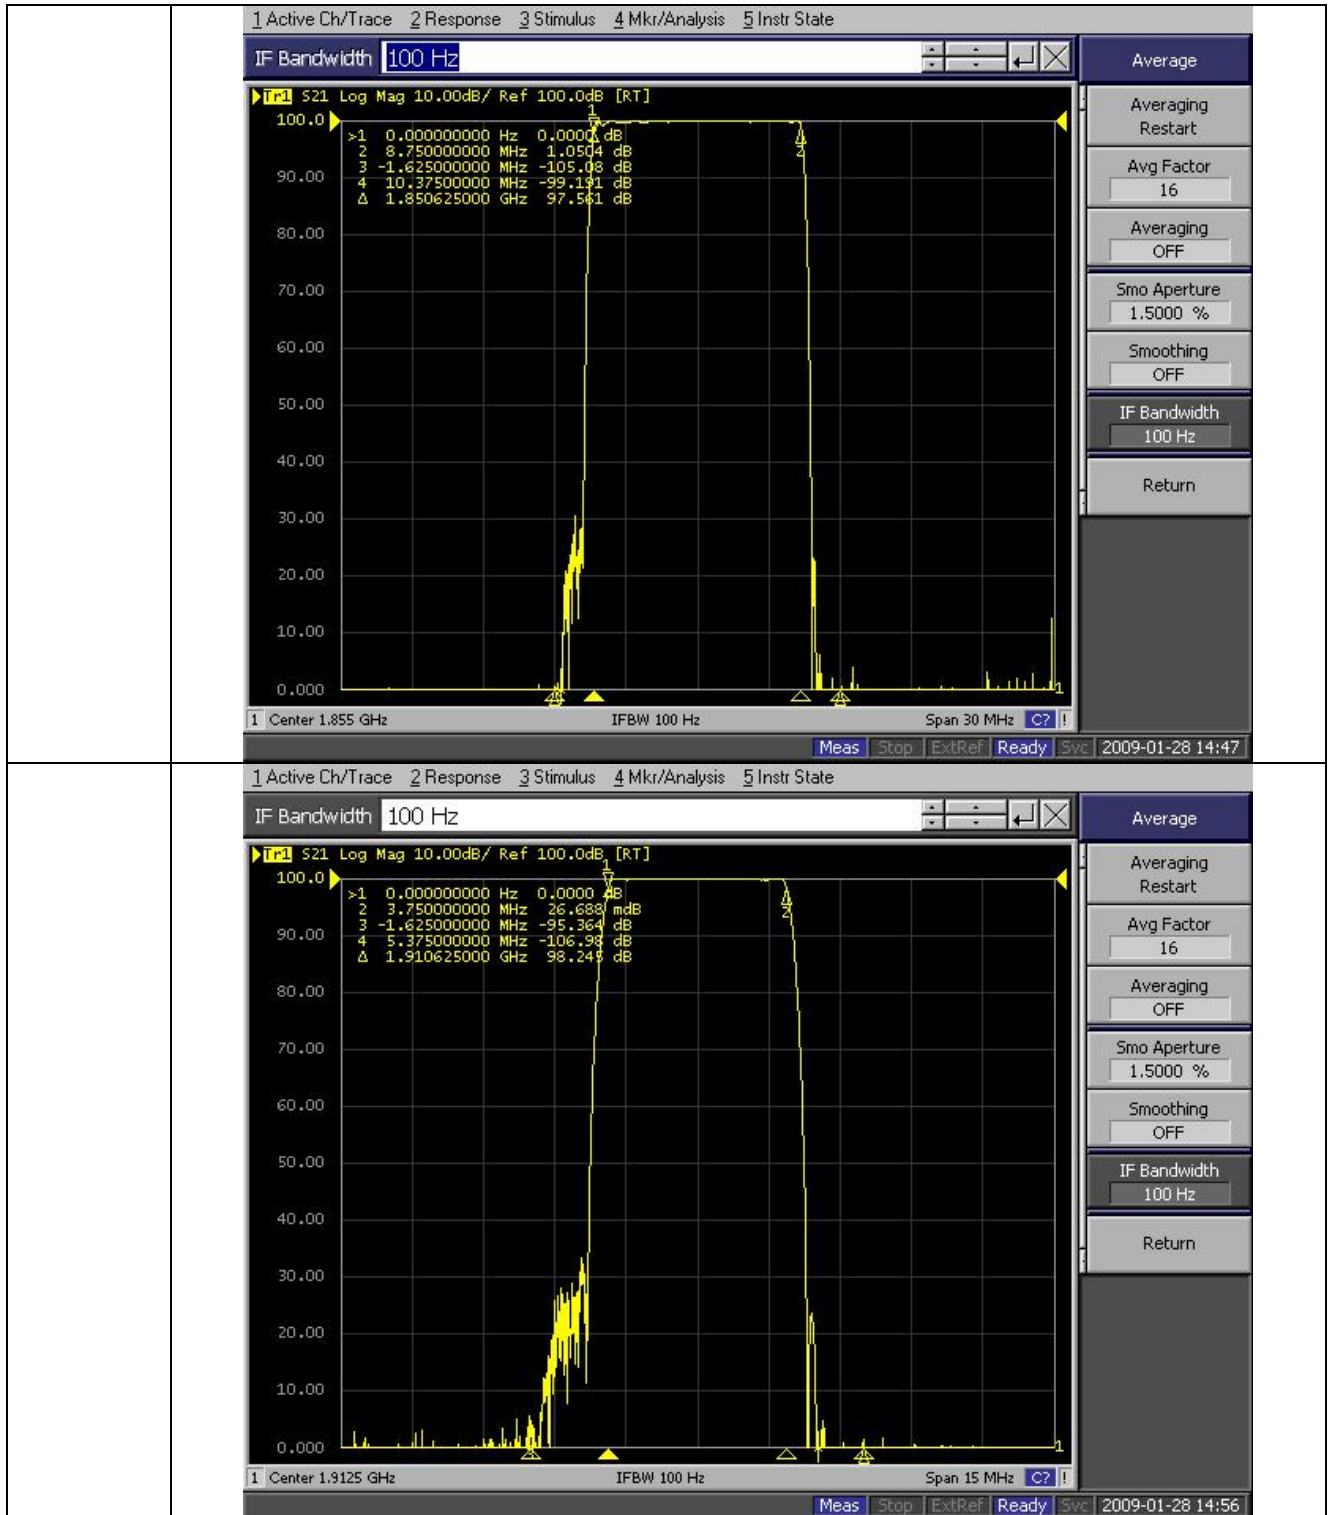 1 Active Ch/Trace 2 Response 3 Stimulus 4 Mkr/Analysis 5 Instr State
IF Bandwidth 100 Hz
Average
Tr1 S21 Log Mag 10.00dB/ Ref 100.0dB [RT]
1
>1 0.000000000 Hz 0.0000 dB
2 8.750000000 MHz 1.0504 dB
3 -1.625000000 MHz -105.08 dB
4 10.37500000 MHz -99.191 dB
Δ 1.850625000 GHz 97.561 dB
2
100.0
90.00
80.00
70.00
60.00
50.00
40.00
30.00
20.00
10.00
0.000
1
Averaging
Restart
Avg Factor
16
Averaging
OFF
Smo Aperture
1.5000 %
Smoothing
OFF
IF Bandwidth
100 Hz
Return
1 Center 1.855 GHz IFBW 100 Hz Span 30 MHz C? !
Meas Stop ExtRef Ready Svc 2009-01-28 14:47
1 Active Ch/Trace 2 Response 3 Stimulus 4 Mkr/Analysis 5 Instr State
IF Bandwidth 100 Hz
Average
Tr1 S21 Log Mag 10.00dB/ Ref 100.0dB [RT]
1
>1 0.000000000 Hz 0.0000 dB
2 3.750000000 MHz 26.688 mdB
3 -1.625000000 MHz -95.364 dB
4 5.375000000 MHz -106.98 dB
Δ 1.910625000 GHz 98.245 dB
2
100.0
90.00
80.00
70.00
60.00
50.00
40.00
30.00
20.00
10.00
0.000
1
Averaging
Restart
Avg Factor
16
Averaging
OFF
Smo Aperture
1.5000 %
Smoothing
OFF
IF Bandwidth
100 Hz
Return
1 Center 1.9125 GHz IFBW 100 Hz Span 15 MHz C? !
Meas Stop ExtRef Ready Svc 2009-01-28 14:56